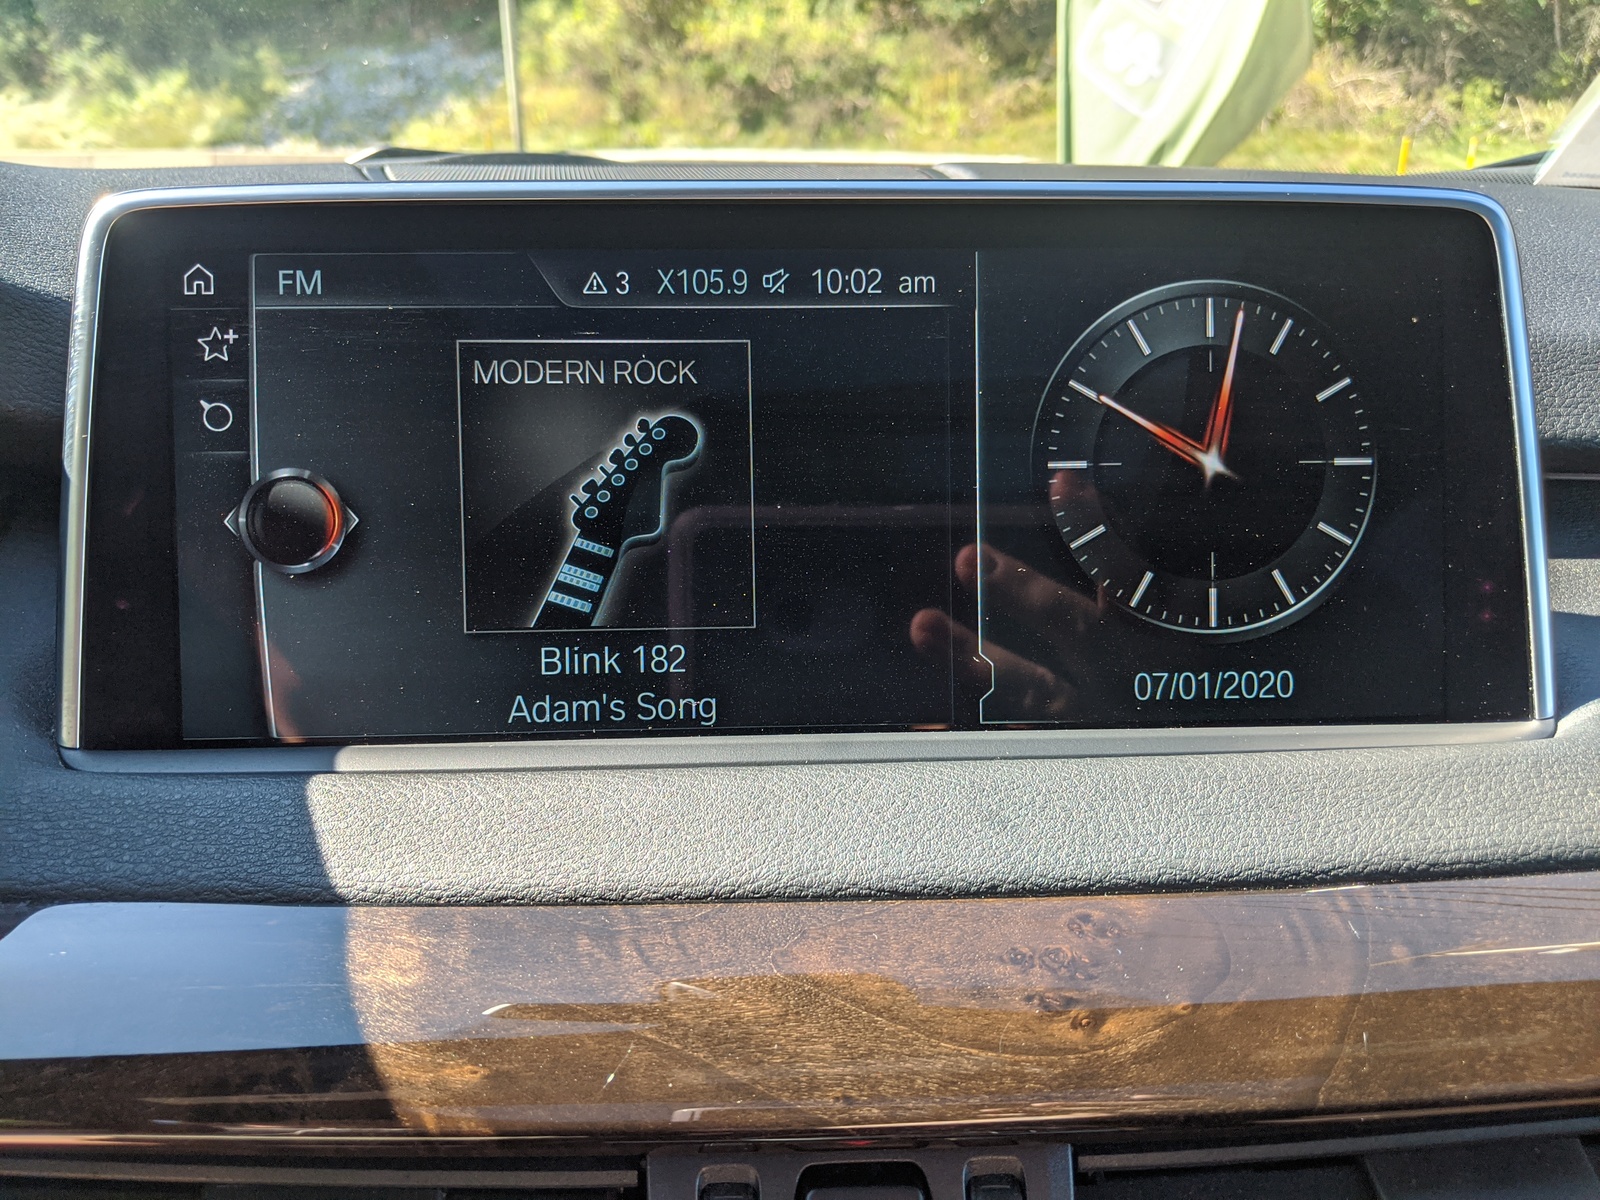 FM
3 X105.9 10:02 am
MODERN ROCK
Blink 182
Adam's Song
07/01/2020